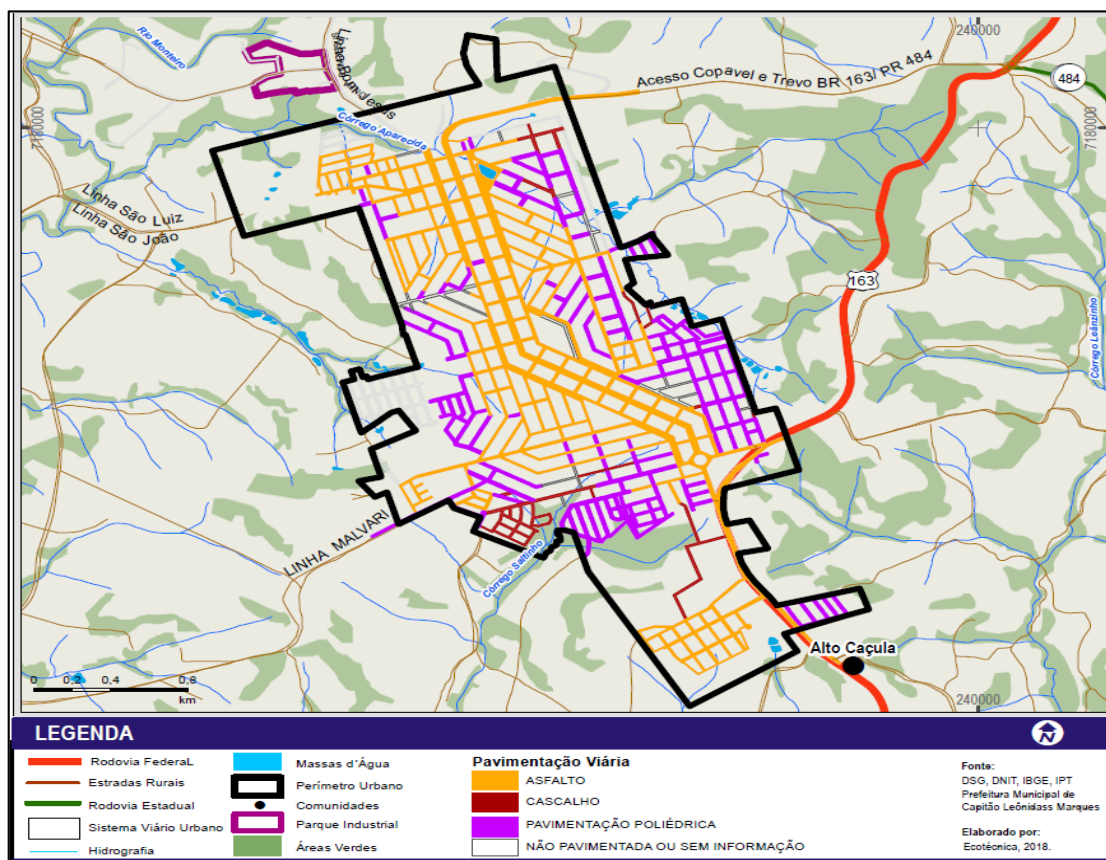 Rio Monteiro
Linha Bom Jesus
Córrego Aparecida
Acesso Copavel e Trevo BR 163/ PR 484
240000
484
7180000
7180000
Linha São Luiz
Linha São João
163
Córrego Leãnzinho
LINHA MALVARI
Córrego Saltinho
Alto Caçula
0 0,2 0,4 0,8
km
240000
LEGENDA
N
Rodovia FederaL
Estradas Rurais
Rodovia Estadual
Sistema Viário Urbano
Hidrografia
Massas d´Água
Perímetro Urbano
Comunidades
Parque Industrial
Áreas Verdes
Pavimentação Viária
ASFALTO
CASCALHO
PAVIMENTAÇÃO POLIÉDRICA
NÃO PAVIMENTADA OU SEM INFORMAÇÃO
Fonte:
DSG, DNIT, IBGE, IPT
Prefeitura Municipal de
Capitão Leônidass Marques
Elaborado por:
Ecotécnica, 2018.